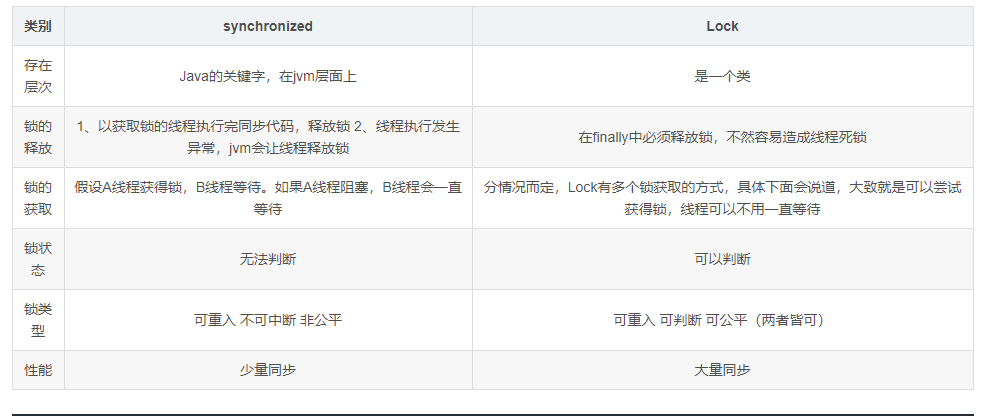 类别 synchronized Lock
存在
层次
Java的关键字，在jvm层面上
是一个类
锁的
释放
1、以获取锁的线程执行完同步代码，释放锁 2、线程执行发生
异常，jvm会让线程释放锁
在finally中必须释放锁，不然容易造成线程死锁
锁的
获取
假设A线程获得锁，B线程等待。如果A线程阻塞，B线程会一直
等待
分情况而定，Lock有多个锁获取的方式，具体下面会说道，大致就是可以尝试
获得锁，线程可以不用一直等待
锁状
态
无法判断
可以判断
锁类
型
可重入 不可中断 非公平
可重入 可判断 可公平（两者皆可）
性能 少量同步 大量同步